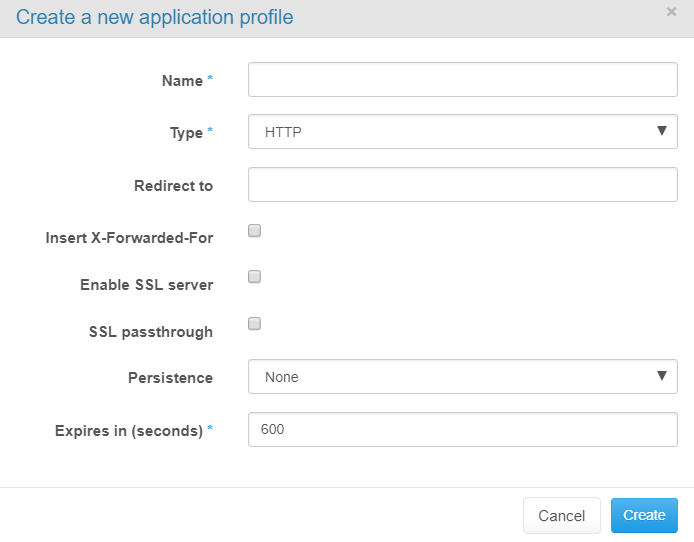 Create a new application profile ×
Name *
Type * HTTP ▼
Redirect to
Insert X-Forwarded-For
Enable SSL server
SSL passthrough
Persistence None ▼
Expires in (seconds) * 600
Cancel Create